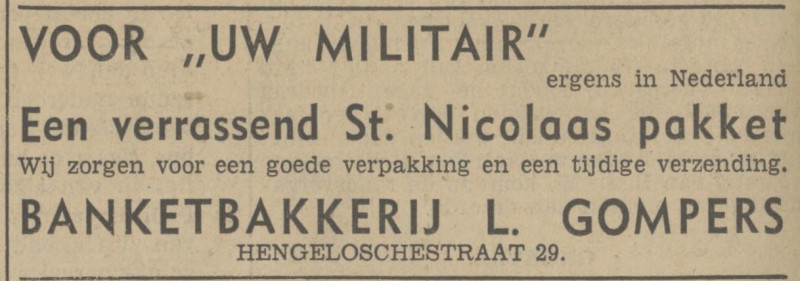 VOOR „UW MILITAIR”
ergens in Nederland
Een verrassend St. Nicolaas pakket
Wij zorgen voor een goede verpakking en een tijdige verzending.
BANKETBAKKERIJ L. GOMPERS
HENGELOSCHESTRAAT 29.